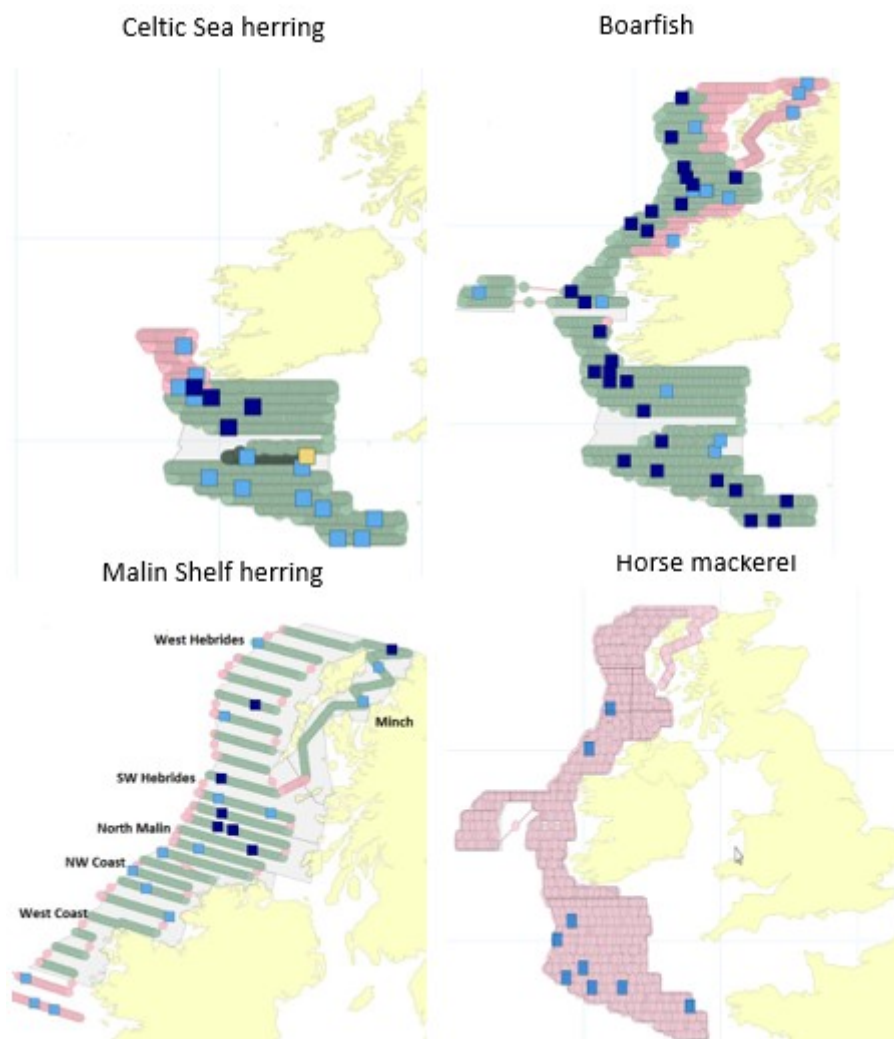 Celtic Sea herring
Boarfish
Malin Shelf herring
Horse mackerel
West Hebrides
Minch
SW Hebrides
North Malin
NW Coast
West Coast